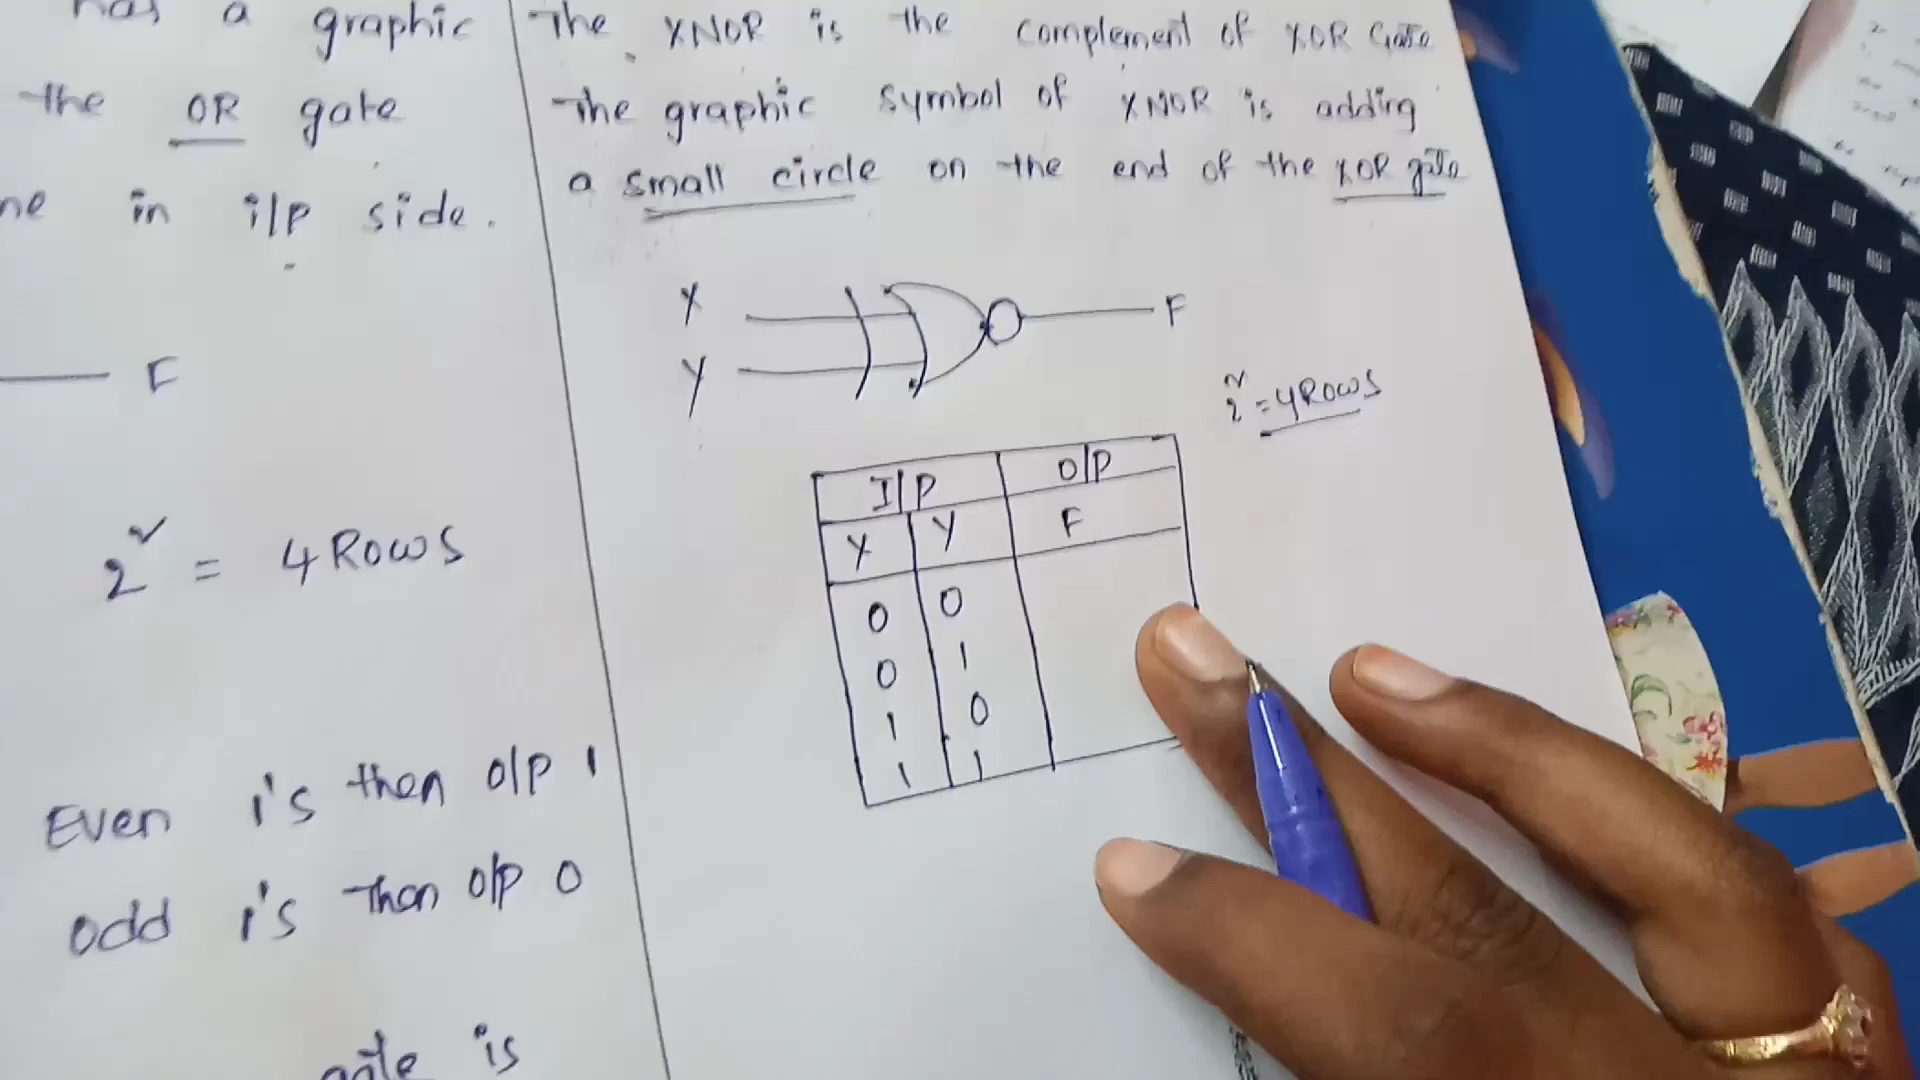 has a graphic
the OR gate
ne in i/p side.
F
2² = 4 Rows
Even 1's then o/p 1
odd 1's then o/p 0
gate is
The XNOR is the complement of XOR Gate
The graphic symbol of XNOR is adding
a small circle on the end of the XOR gate
X
Y
F
2² = 4 Rows
I/P O/P
X Y F
0 0
0 1
1 0
1 1